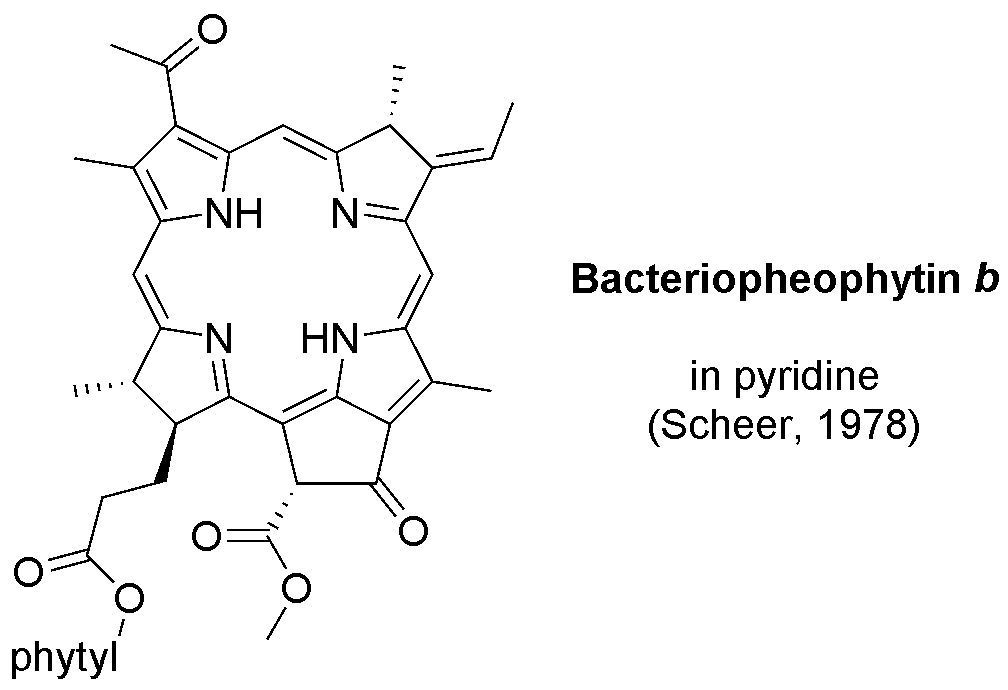 O
NH
N
N
HN
Bacteriopheophytin b
in pyridine
(Scheer, 1978)
O
O
O
O
O
phytyl